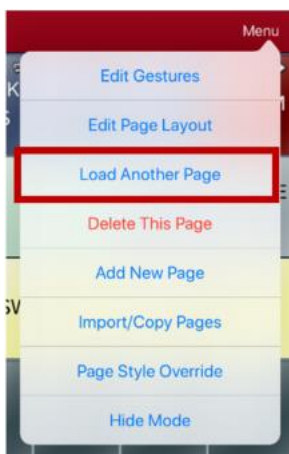 Menu
Edit Gestures
Edit Page Layout
Load Another Page
Delete This Page
Add New Page
Import/Copy Pages
Page Style Override
Hide Mode